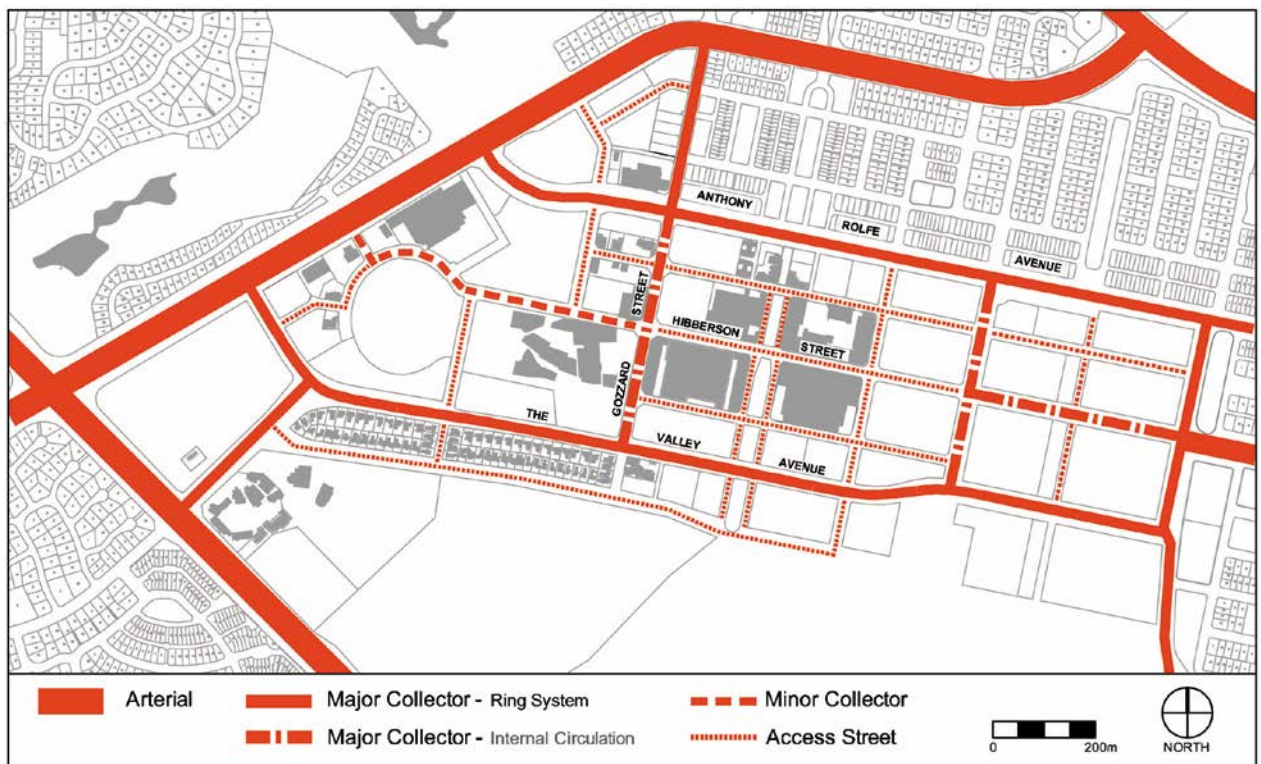 ANTHONY
ROLFE
AVENUE
STREET
HIBBERSON
STREET
GOZZARD
THE
VALLEY
AVENUE
Arterial
Major Collector - Ring System
Minor Collector
Major Collector - Internal Circulation
Access Street
0 200m
NORTH